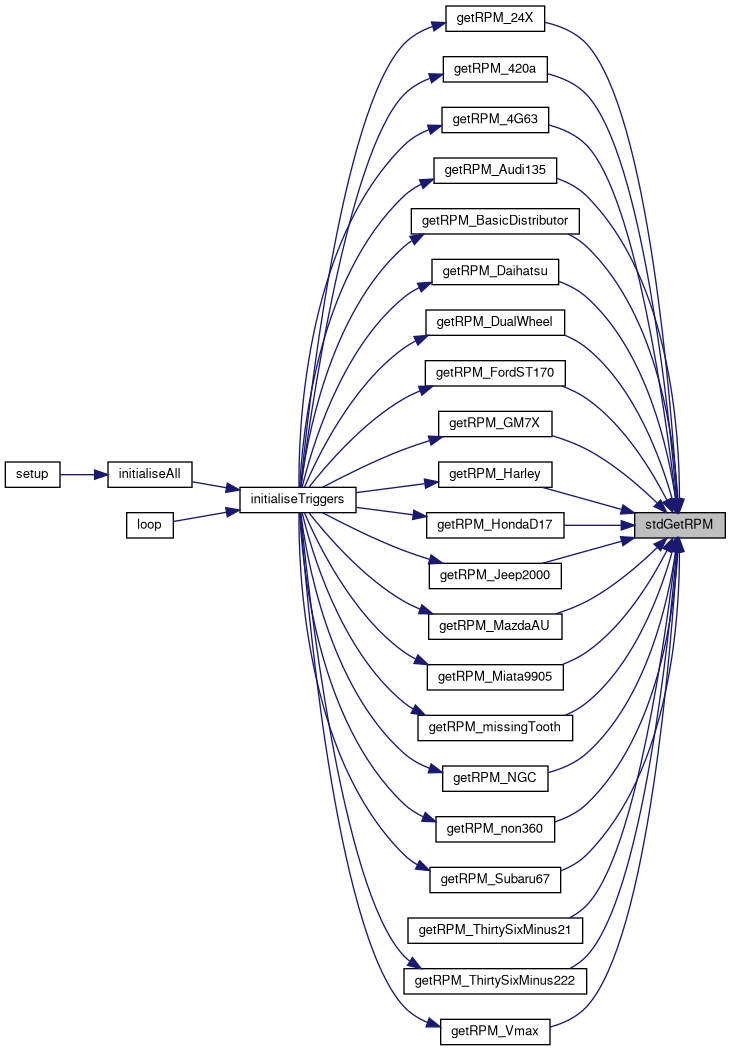 getRPM_24X
getRPM_420a
getRPM_4G63
getRPM_Audi135
getRPM_BasicDistributor
getRPM_Daihatsu
getRPM_DualWheel
getRPM_FordST170
getRPM_GM7X
setup
initialiseAll
getRPM_Harley
initialiseTriggers
loop
getRPM_HondaD17
stdGetRPM
getRPM_Jeep2000
getRPM_MazdaAU
getRPM_Miata9905
getRPM_missingTooth
getRPM_NGC
getRPM_non360
getRPM_Subaru67
getRPM_ThirtySixMinus21
getRPM_ThirtySixMinus222
getRPM_Vmax